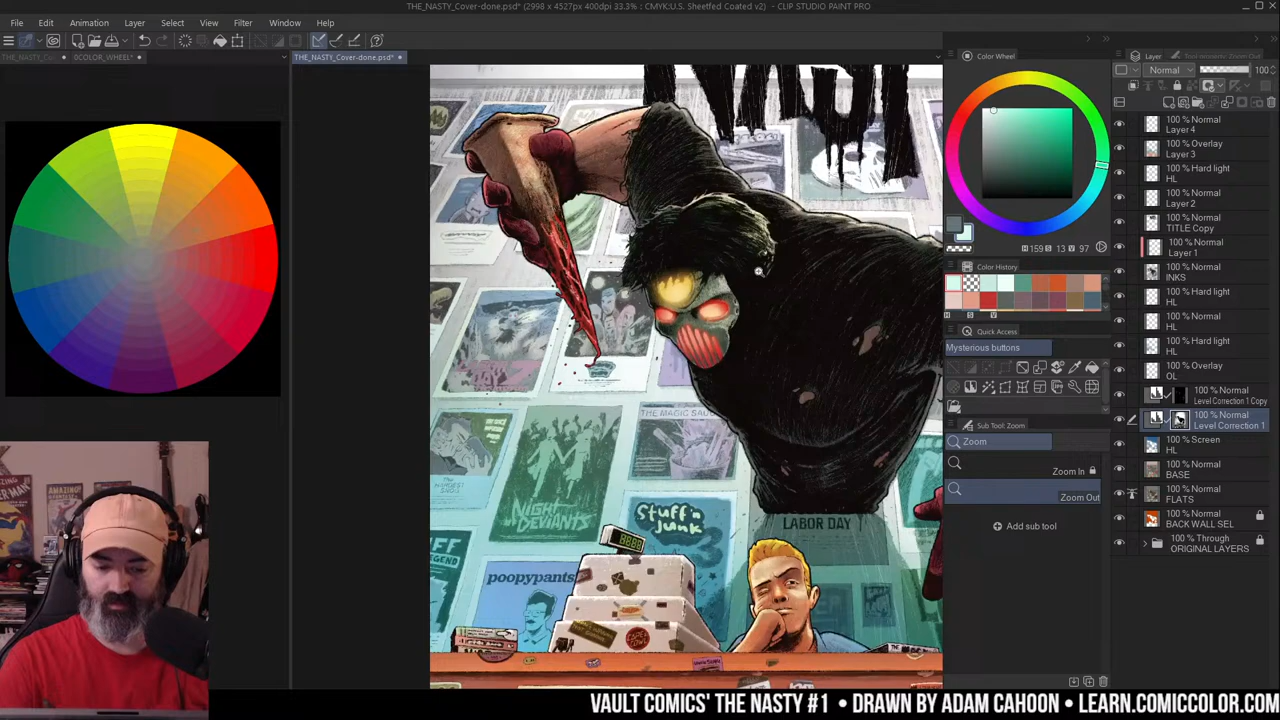 THE_NASTY_Cover-done.psd* (2998 x 4527px 400dpi 33.3% : CMYK:U.S. Sheetfed Coated v2) - CLIP STUDIO PAINT PRO
File Edit Animation Layer Select View Filter Window Help
THE_NASTY_Co 0COLOR_WHEEL* THE_NASTY_Cover-done.psd*
Color Wheel
H 159 S 13 V 97
Color History
H S V
Quick Access
Mysterious buttons
Sub Tool: Zoom
Zoom
Zoom In
Zoom Out
Add sub tool
Layer
Normal 100
100 % Normal
Layer 4
100 % Overlay
Layer 3
100 % Hard light
HL
100 % Normal
Layer 2
100 % Normal
TITLE Copy
100 % Normal
Layer 1
100 % Normal
INKS
100 % Hard light
HL
100 % Normal
HL
100 % Hard light
HL
100 % Overlay
OL
100 % Normal
Level Correction 1 Copy
100 % Normal
Level Correction 1
100 % Screen
HL
100 % Normal
BASE
100 % Normal
FLATS
100 % Normal
BACK WALL SEL
100 % Through
ORIGINAL LAYERS
THE MAGIC SAUC
NIGHT
DEVIANTS
STUFF'n
JUNK
LABOR DAY
8888
poopypants
VAULT COMICS' THE NASTY #1 • DRAWN BY ADAM CAHOON • LEARN.COMICCOLOR.COM